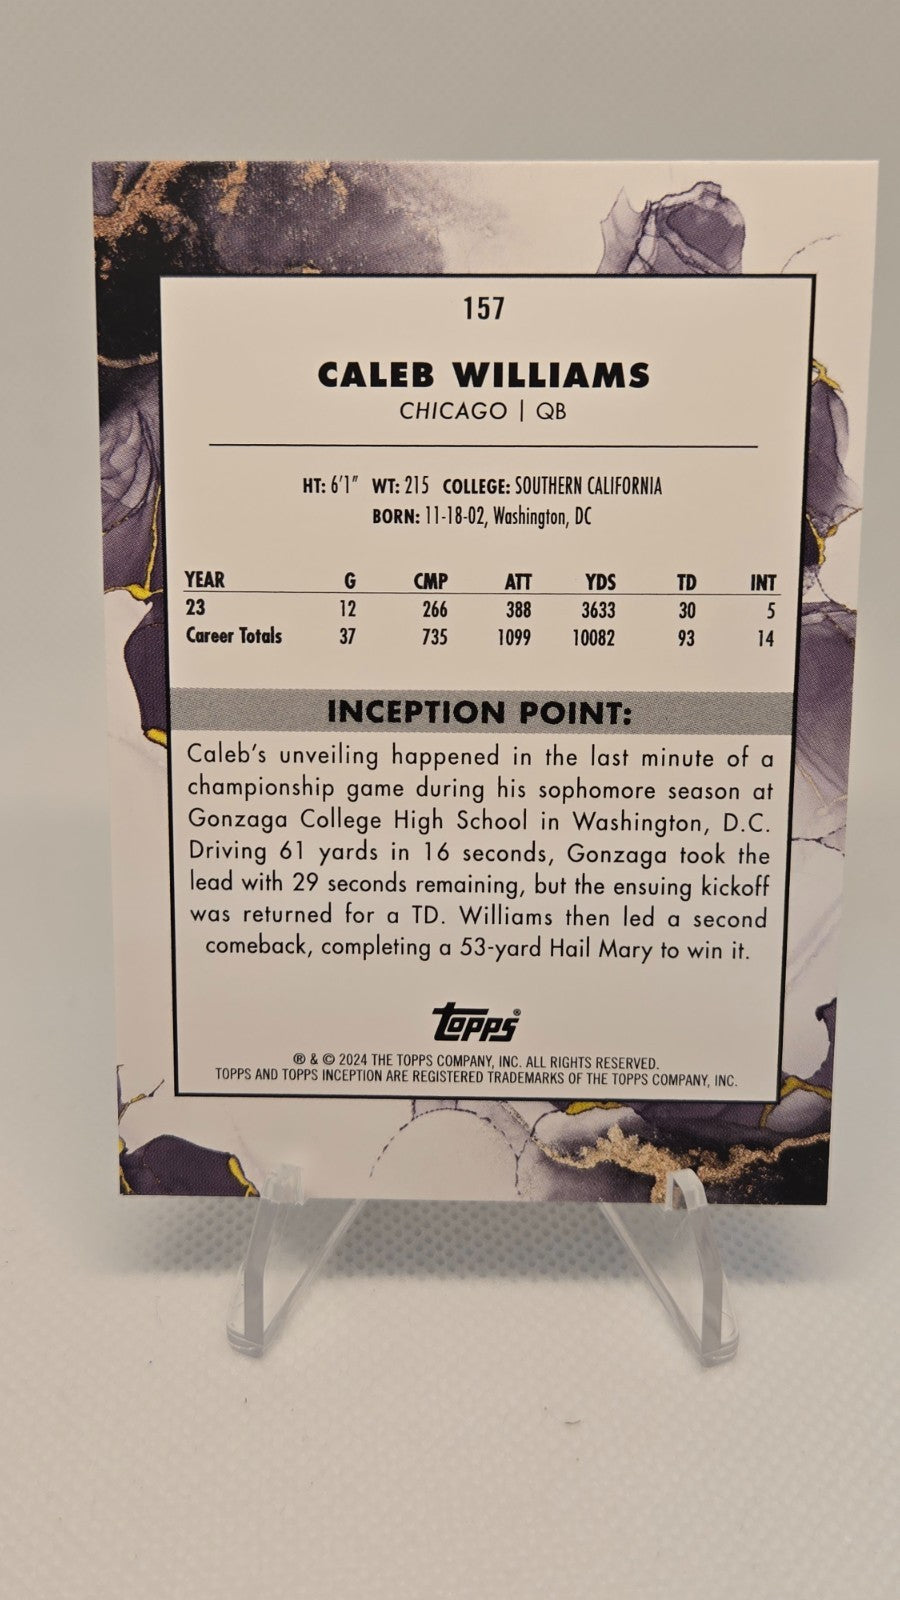 157
CALEB WILLIAMS
CHICAGO | QB
HT: 6'1" WT: 215 COLLEGE: SOUTHERN CALIFORNIA
BORN: 11-18-02, Washington, DC
YEAR G CMP ATT YDS TD INT
23 12 266 388 3633 30 5
Career Totals 37 735 1099 10082 93 14
INCEPTION POINT:
Caleb's unveiling happened in the last minute of a
championship game during his sophomore season at
Gonzaga College High School in Washington, D.C.
Driving 61 yards in 16 seconds, Gonzaga took the
lead with 29 seconds remaining, but the ensuing kickoff
was returned for a TD. Williams then led a second
comeback, completing a 53-yard Hail Mary to win it.
topps®
® & © 2024 THE TOPPS COMPANY, INC. ALL RIGHTS RESERVED.
TOPPS AND TOPPS INCEPTION ARE REGISTERED TRADEMARKS OF THE TOPPS COMPANY, INC.